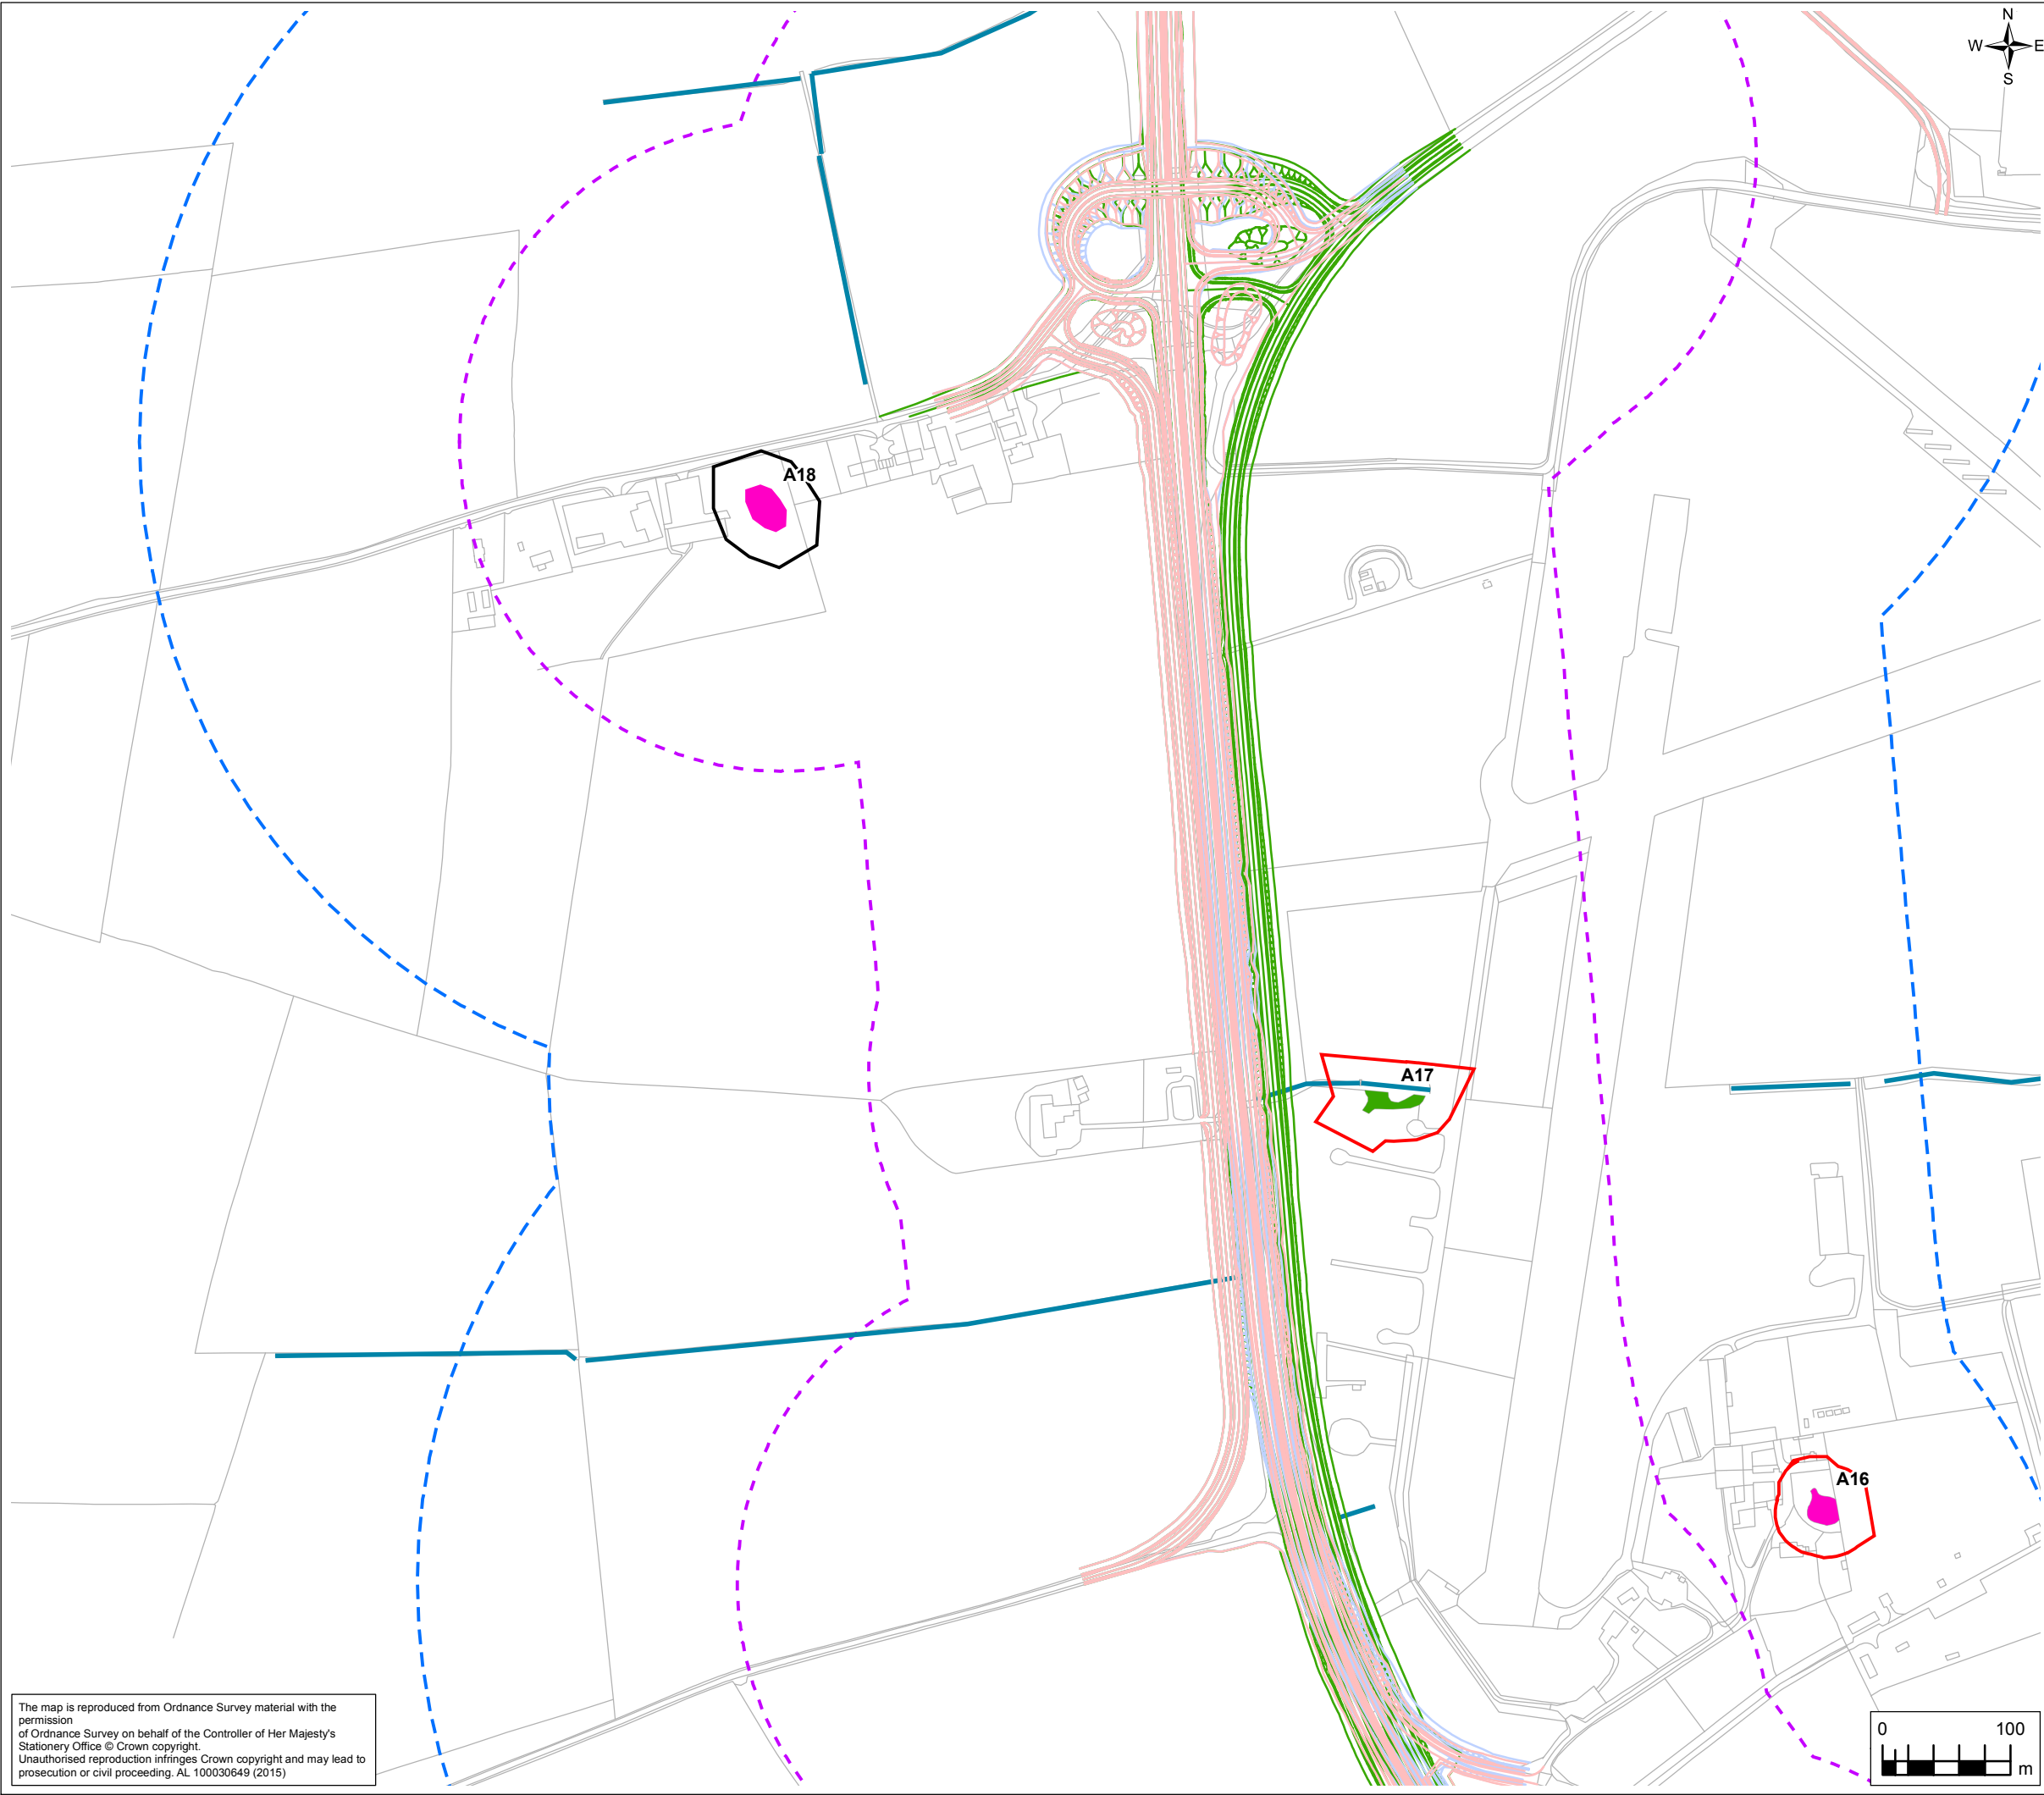 N
W E
S
A18
A17
A16
The map is reproduced from Ordnance Survey material with the
permission
of Ordnance Survey on behalf of the Controller of Her Majesty's
Stationery Office © Crown copyright.
Unauthorised reproduction infringes Crown copyright and may lead to
prosecution or civil proceeding. AL 100030649 (2015)
0 100
m